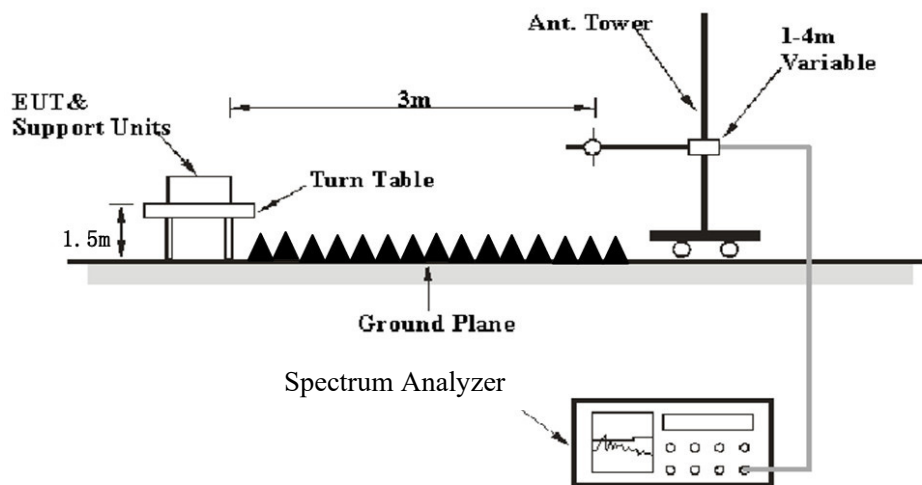 Ant. Tower
1-4m
Variable
3m
EUT&
Support Units
Turn Table
1.5m
Ground Plane
Spectrum Analyzer